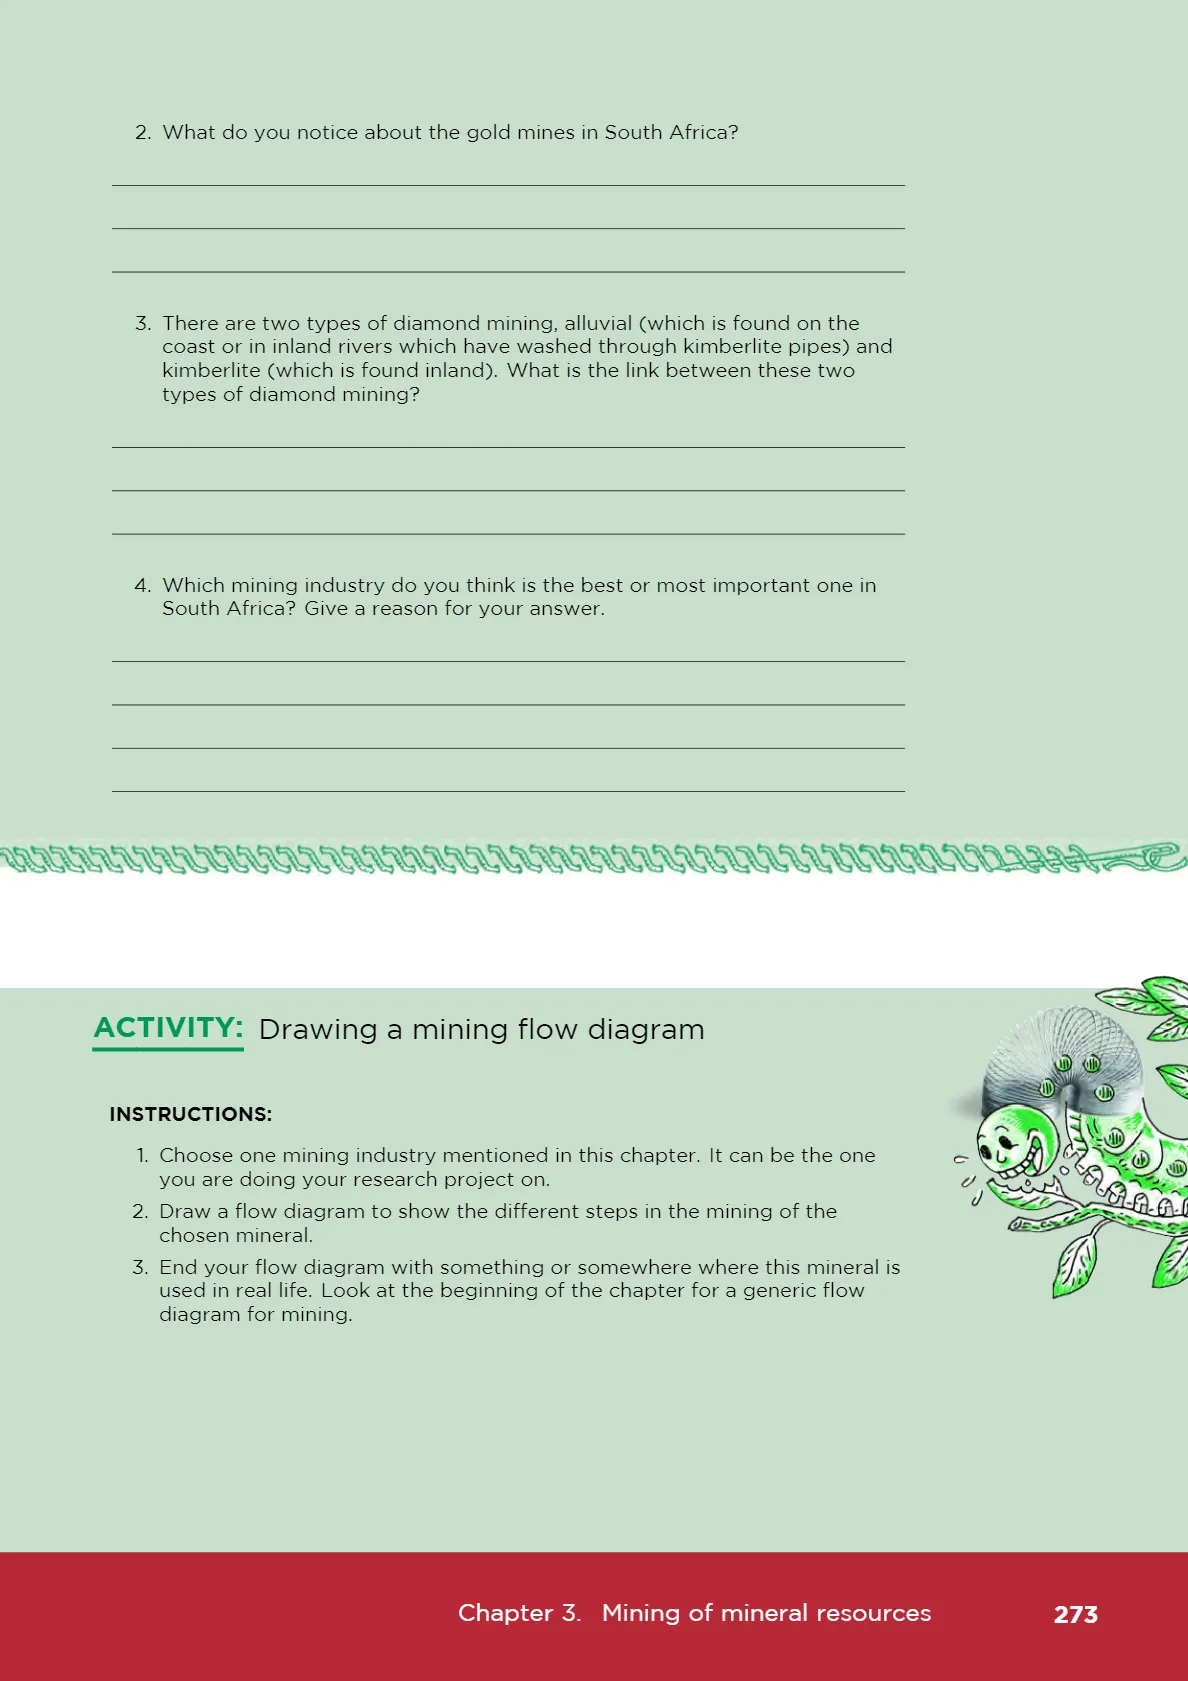 2. What do you notice about the gold mines in South Africa?
3. There are two types of diamond mining, alluvial (which is found on the
coast or in inland rivers which have washed through kimberlite pipes) and
kimberlite (which is found inland). What is the link between these two
types of diamond mining?
4. Which mining industry do you think is the best or most important one in
South Africa? Give a reason for your answer.
ACTIVITY: Drawing a mining flow diagram
INSTRUCTIONS:
1. Choose one mining industry mentioned in this chapter. It can be the one
you are doing your research project on.
2. Draw a flow diagram to show the different steps in the mining of the
chosen mineral.
3. End your flow diagram with something or somewhere where this mineral is
used in real life. Look at the beginning of the chapter for a generic flow
diagram for mining.
Chapter 3. Mining of mineral resources 273